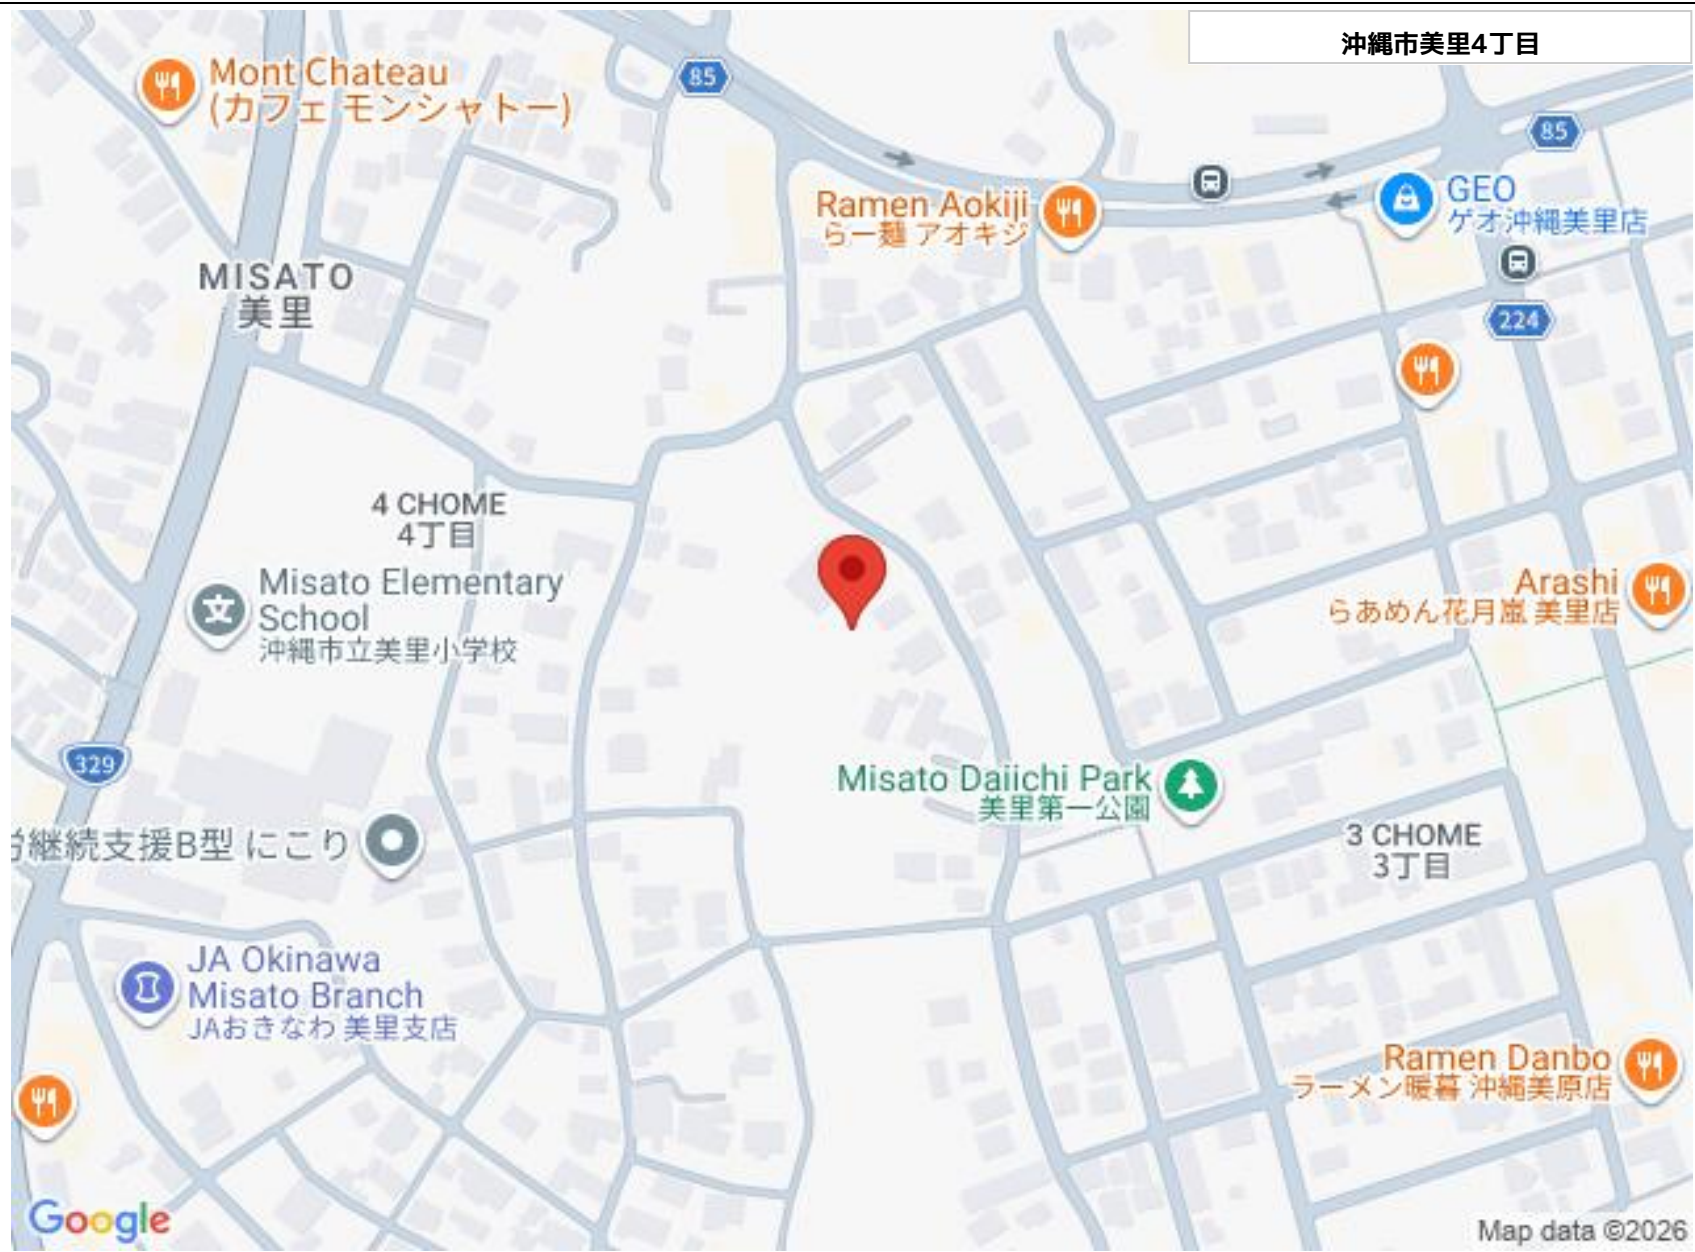 沖縄市美里4丁目
Mont Chateau
(カフェ モンシャトー)
85
85
Ramen Aokiji
らー麺 アオキジ
GEO
ゲオ沖縄美里店
MISATO
美里
224
4 CHOME
4丁目
Misato Elementary
School
沖縄市立美里小学校
Arashi
らあめん花月嵐 美里店
329
Misato Daiichi Park
美里第一公園
労継続支援B型 にこり
3 CHOME
3丁目
JA Okinawa
Misato Branch
JAおきなわ 美里支店
Ramen Danbo
ラーメン暖暮 沖縄美原店
Google
Map data ©2026